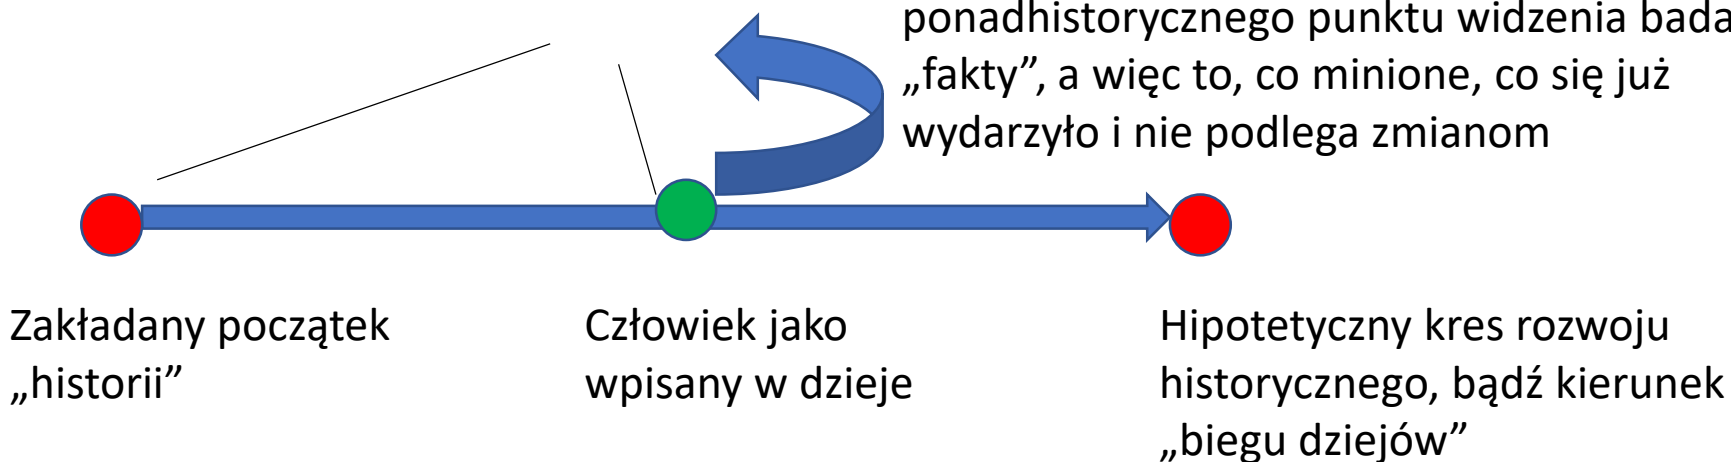 ponadhistorycznego punktu widzenia bada
„fakty”, a więc to, co minione, co się już
wydarzyło i nie podlega zmianom
Zakładany początek
„historii”
Człowiek jako
wpisany w dzieje
Hipotetyczny kres rozwoju
historycznego, bądź kierunek
„biegu dziejów”